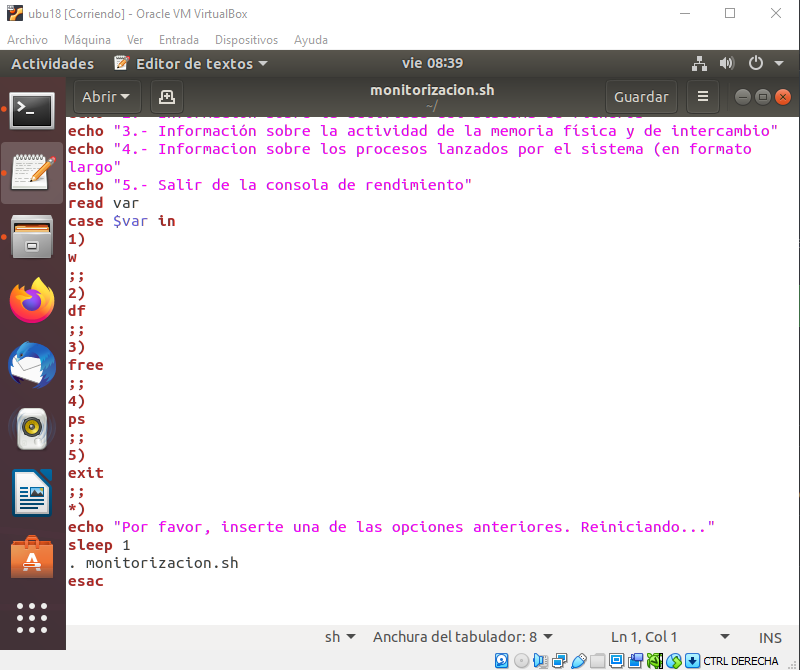 ubu18 [Corriendo] - Oracle VM VirtualBox
Archivo Máquina Ver Entrada Dispositivos Ayuda
Actividades Editor de textos vie 08:39
Abrir monitorizacion.sh Guardar
~/
echo "3.- Información sobre la actividad de la memoria física y de intercambio"
echo "4.- Informacion sobre los procesos lanzados por el sistema (en formato
largo"
echo "5.- Salir de la consola de rendimiento"
read var
case $var in
1)
w
;;
2)
df
;;
3)
free
;;
4)
ps
;;
5)
exit
;;
*)
echo "Por favor, inserte una de las opciones anteriores. Reiniciando..."
sleep 1
. monitorizacion.sh
esac
sh Anchura del tabulador: 8 Ln 1, Col 1 INS
CTRL DERECHA